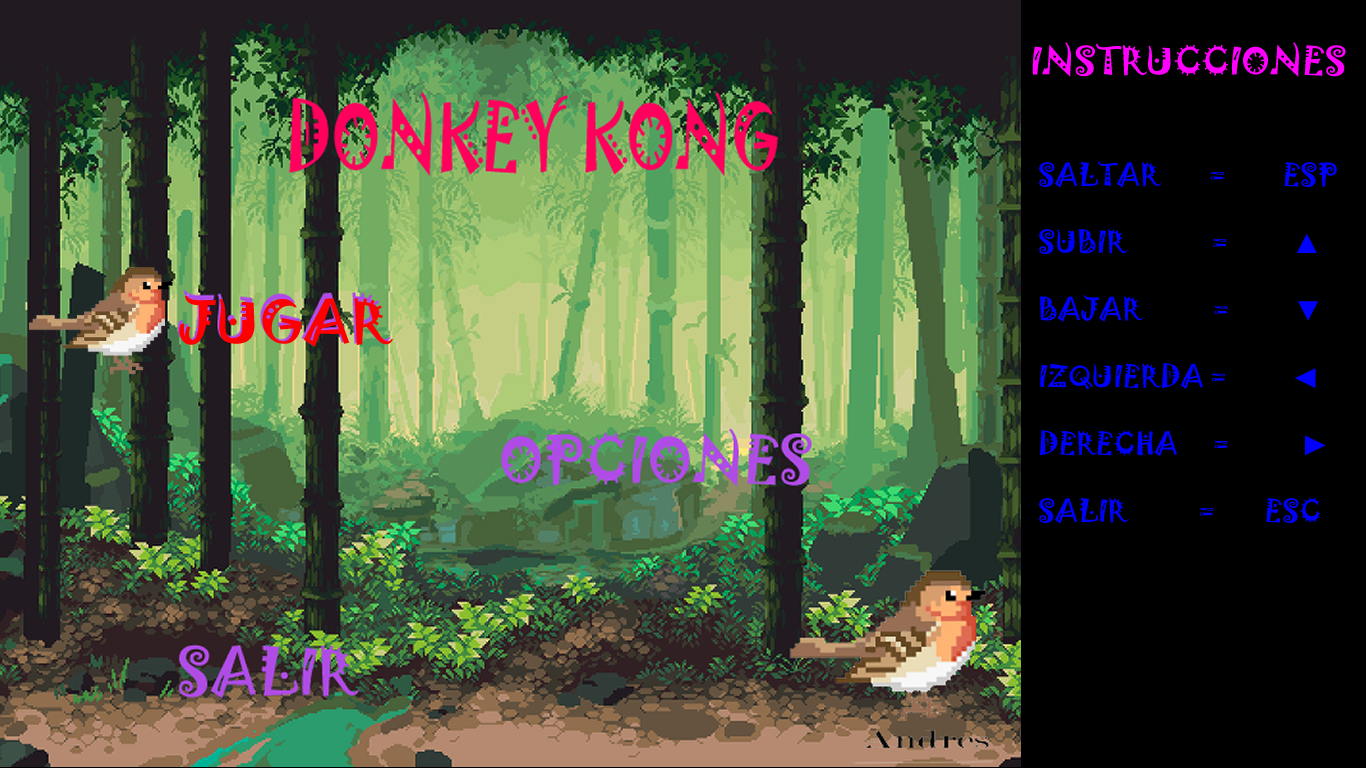 DONKEY KONG
JUGAR
OPCIONES
SALIR
Andres
INSTRUCCIONES
SALTAR = ESP
SUBIR = ▲
BAJAR = ▼
IZQUIERDA = ◄
DERECHA = ►
SALIR = ESC